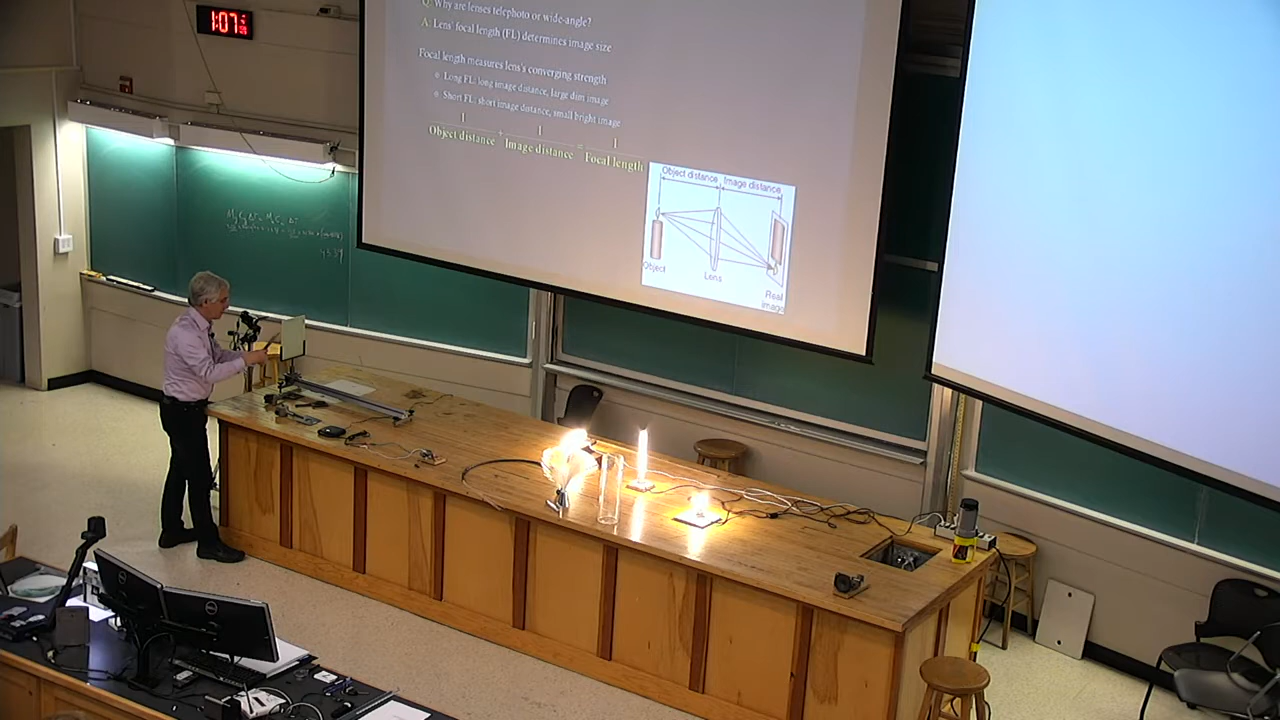 1:07
Q: Why are lenses telephoto or wide-angle?
A: Lens' focal length (FL) determines image size
Focal length measures lens's converging strength
Long FL: long image distance, large dim image
Short FL: short image distance, small bright image
1 + 1 = 1
Object distance Image distance Focal length
Object distance Image distance
Object
Lens
Real
image
DELL
DELL